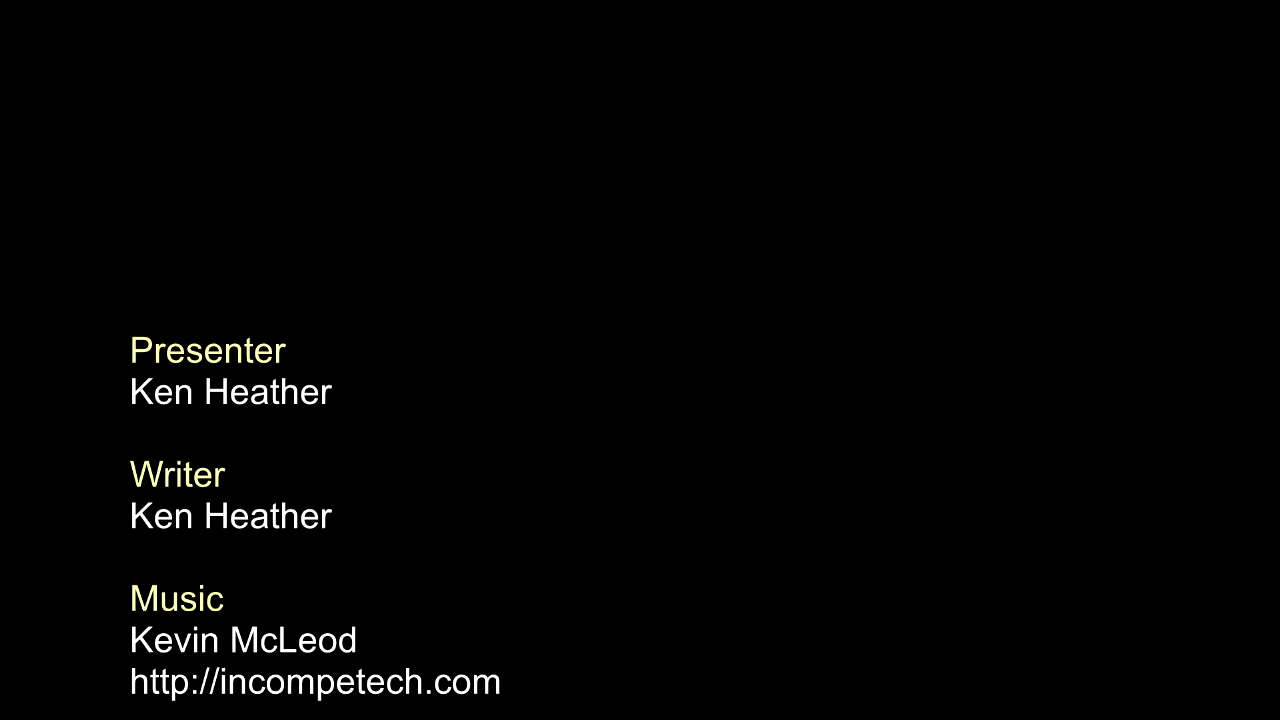 Presenter
Ken Heather
Writer
Ken Heather
Music
Kevin McLeod
http://incompetech.com